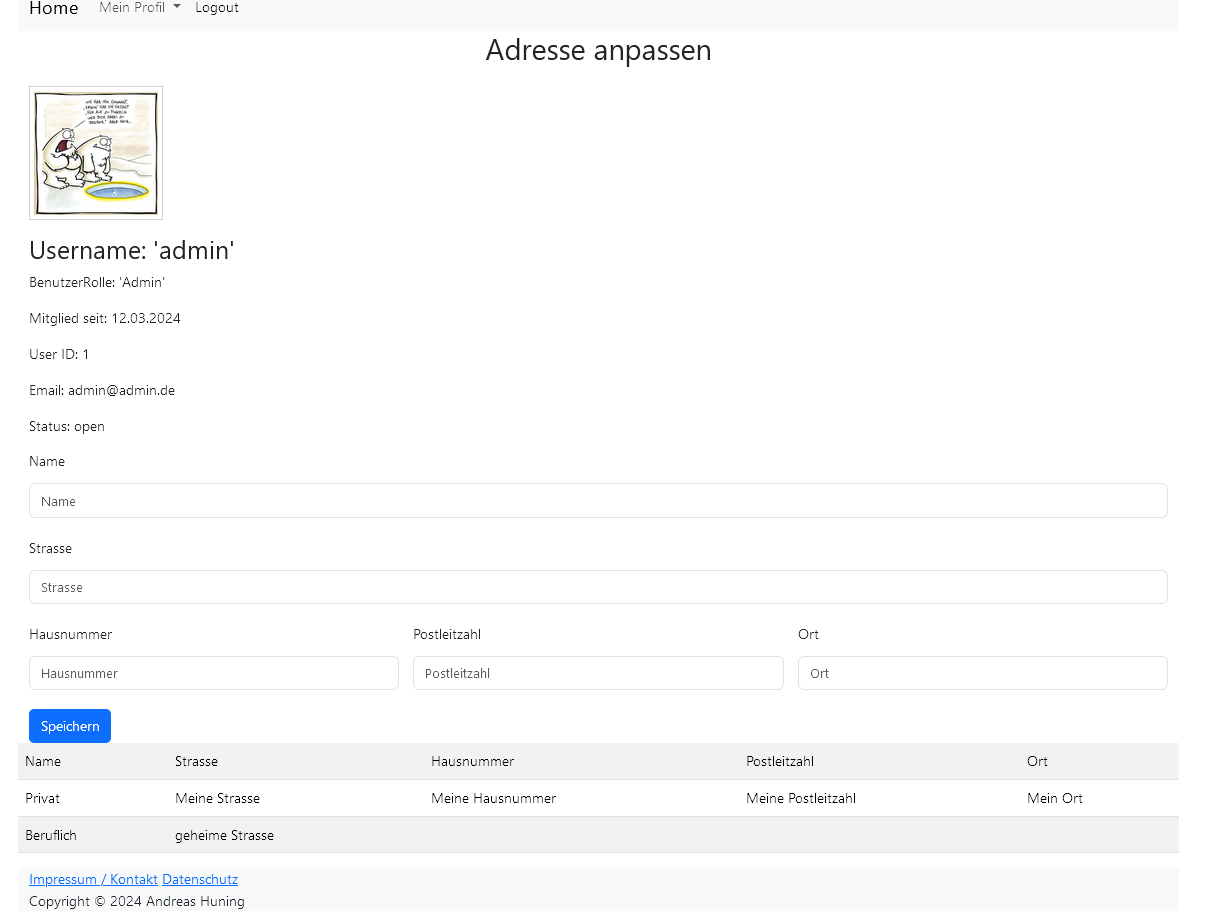 Home Mein Profil Logout
Adresse anpassen
Username: 'admin'
BenutzerRolle: 'Admin'
Mitglied seit: 12.03.2024
User ID: 1
Email: admin@admin.de
Status: open
Name
Name
Strasse
Strasse
Hausnummer Postleitzahl Ort
Hausnummer Postleitzahl Ort
Speichern
Name Strasse Hausnummer Postleitzahl Ort
Privat Meine Strasse Meine Hausnummer Meine Postleitzahl Mein Ort
Beruflich geheime Strasse
Impressum / Kontakt Datenschutz
Copyright © 2024 Andreas Huning